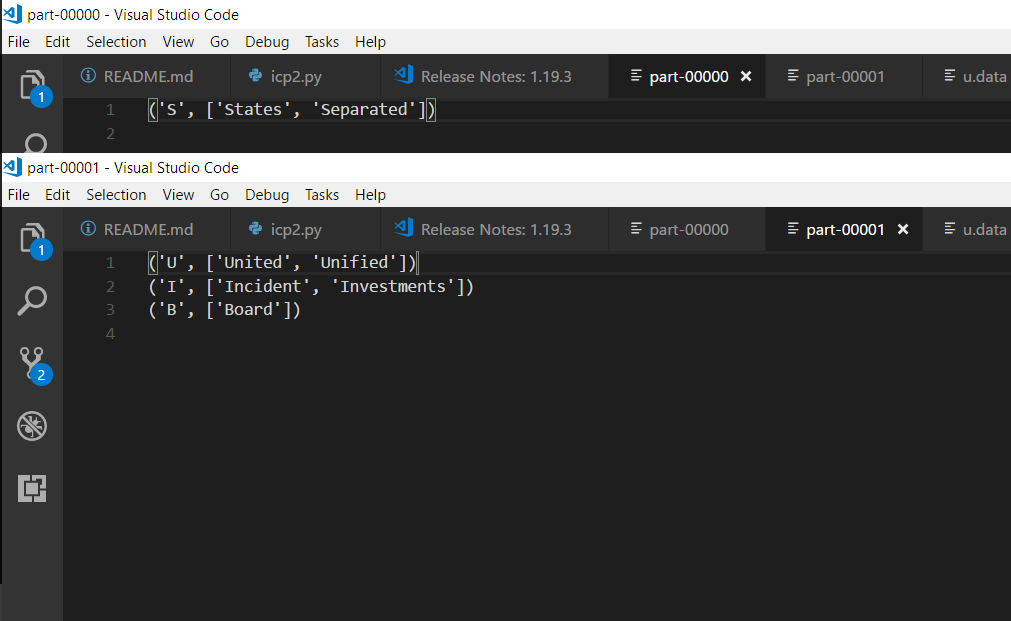 part-00000 - Visual Studio Code
File Edit Selection View Go Debug Tasks Help
README.md icp2.py Release Notes: 1.19.3 part-00000 part-00001 u.data
1
1 ('S', ['States', 'Separated'])
2
part-00001 - Visual Studio Code
File Edit Selection View Go Debug Tasks Help
README.md icp2.py Release Notes: 1.19.3 part-00000 part-00001 u.data
1
1 ('U', ['United', 'Unified'])
2 ('I', ['Incident', 'Investments'])
3 ('B', ['Board'])
4
2